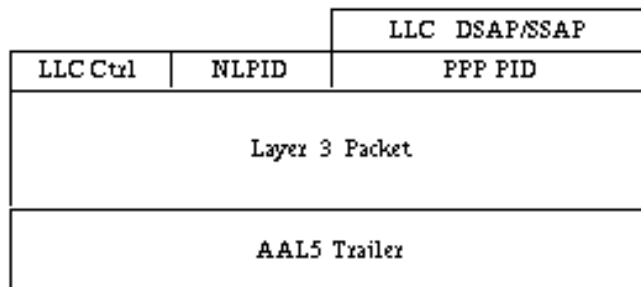 LLC DSAP/SSAP
LLC Ctrl NLPID PPP PID
Layer 3 Packet
AAL5 Trailer